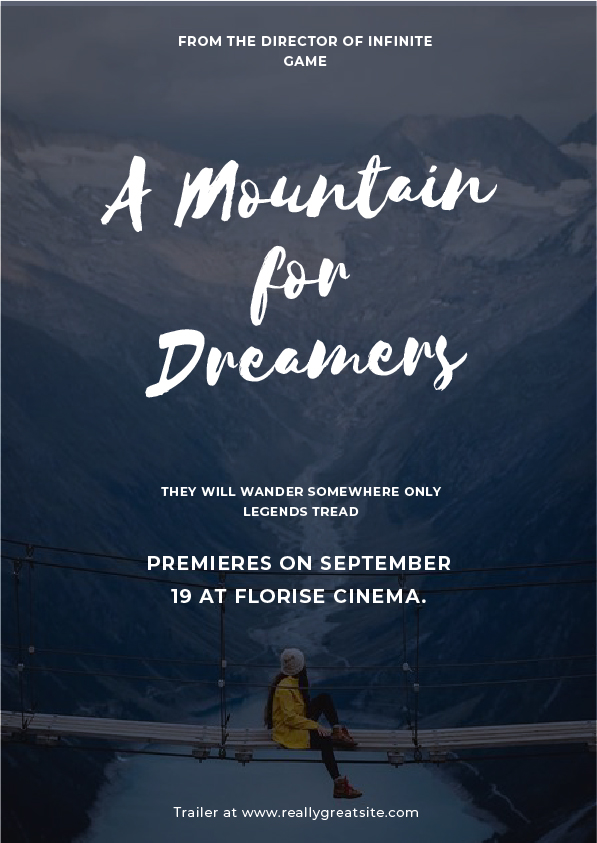 FROM THE DIRECTOR OF INFINITE
GAME
A Mountain
for
Dreamers
THEY WILL WANDER SOMEWHERE ONLY
LEGENDS TREAD
PREMIERES ON SEPTEMBER
19 AT FLORISE CINEMA.
Trailer at www.reallygreatsite.com